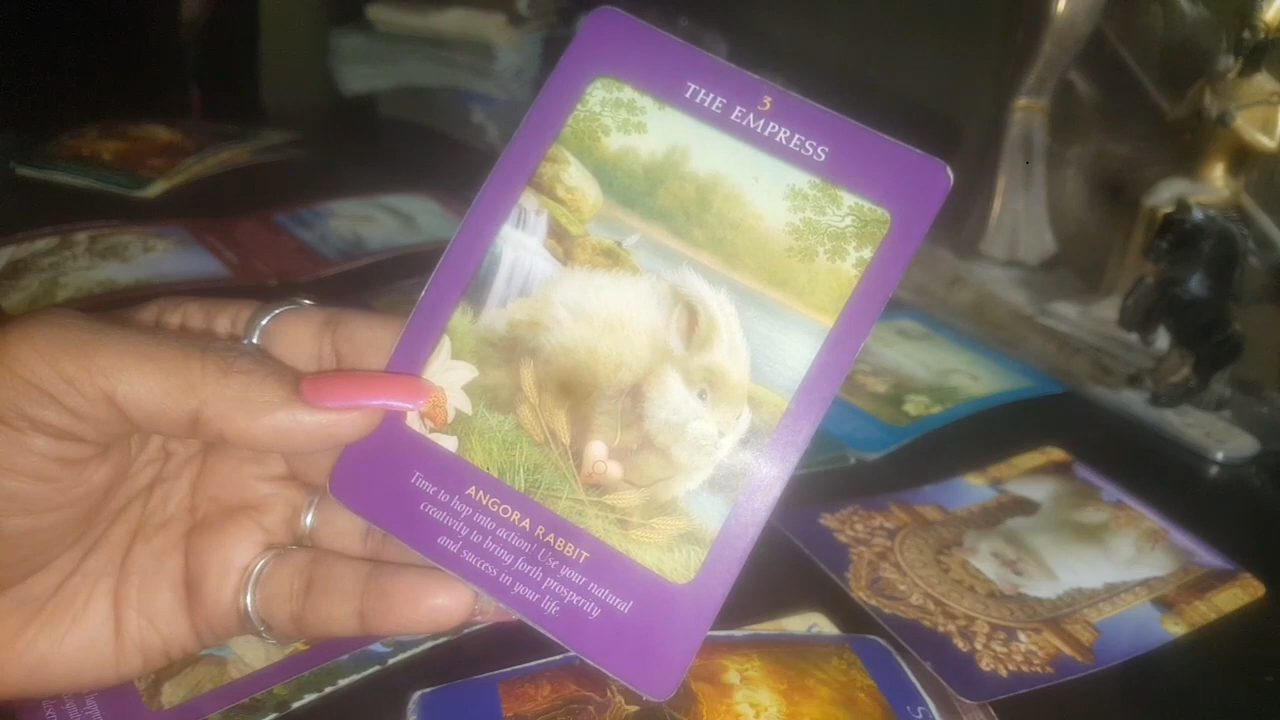 3
THE EMPRESS
ANGORA RABBIT
Time to hop into action! Use your natural
creativity to bring forth prosperity
and success in your life.